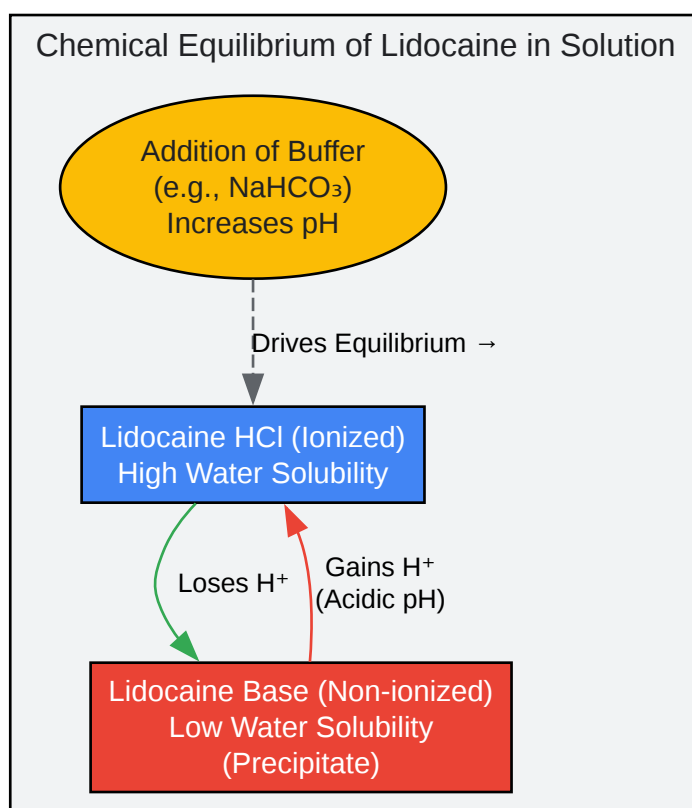 Chemical Equilibrium of Lidocaine in Solution
Addition of Buffer
(e.g., NaHCO₃)
Increases pH
Drives Equilibrium →
Lidocaine HCl (Ionized)
High Water Solubility
Loses H⁺
Gains H⁺
(Acidic pH)
Lidocaine Base (Non-ionized)
Low Water Solubility
(Precipitate)